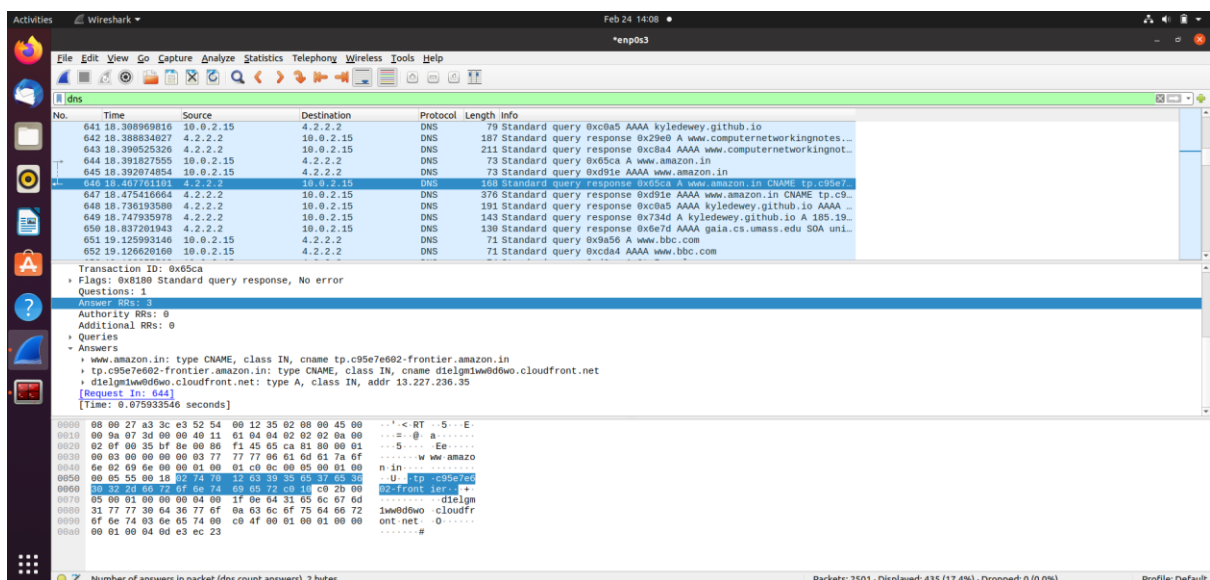 Activities Wireshark Feb 24 14:08
*enp0s3
File Edit View Go Capture Analyze Statistics Telephony Wireless Tools Help
dns
No. Time Source Destination Protocol Length Info
641 18.308969816 10.0.2.15 4.2.2.2 DNS 79 Standard query 0xc0a5 AAAA kyledewey.github.io
642 18.388834027 4.2.2.2 10.0.2.15 DNS 187 Standard query response 0x29e0 A www.computernetworkingnotes.…
643 18.390525326 4.2.2.2 10.0.2.15 DNS 211 Standard query response 0xc8a4 AAAA www.computernetworkingnot…
644 18.391827555 10.0.2.15 4.2.2.2 DNS 73 Standard query 0x65ca A www.amazon.in
645 18.392074854 10.0.2.15 4.2.2.2 DNS 73 Standard query 0xd91e AAAA www.amazon.in
646 18.467761101 4.2.2.2 10.0.2.15 DNS 168 Standard query response 0x65ca A www.amazon.in CNAME tp.c95e7…
647 18.475416664 4.2.2.2 10.0.2.15 DNS 376 Standard query response 0xd91e AAAA www.amazon.in CNAME tp.c9…
648 18.736193580 4.2.2.2 10.0.2.15 DNS 191 Standard query response 0xc0a5 AAAA kyledewey.github.io AAAA …
649 18.747935978 4.2.2.2 10.0.2.15 DNS 143 Standard query response 0x734d A kyledewey.github.io A 185.19…
650 18.837201943 4.2.2.2 10.0.2.15 DNS 130 Standard query response 0x6e7d AAAA gaia.cs.umass.edu SOA uni…
651 19.125993146 10.0.2.15 4.2.2.2 DNS 71 Standard query 0x9a56 A www.bbc.com
652 19.126620160 10.0.2.15 4.2.2.2 DNS 71 Standard query 0xcda4 AAAA www.bbc.com
Transaction ID: 0x65ca
Flags: 0x8180 Standard query response, No error
Questions: 1
Answer RRs: 3
Authority RRs: 0
Additional RRs: 0
Queries
Answers
www.amazon.in: type CNAME, class IN, cname tp.c95e7e602-frontier.amazon.in
tp.c95e7e602-frontier.amazon.in: type CNAME, class IN, cname d1elgm1ww0d6wo.cloudfront.net
d1elgm1ww0d6wo.cloudfront.net: type A, class IN, addr 13.227.236.35
[Request In: 644]
[Time: 0.075933546 seconds]
0000 08 00 27 a3 3c e3 52 54 00 12 35 02 08 00 45 00 ··'·<·RT ··5···E·
0010 00 9a 07 3d 00 00 40 11 61 04 04 02 02 02 0a 00 ···=··@· a·······
0020 02 0f 00 35 bf 8e 00 86 f1 45 65 ca 81 80 00 01 ···5···· ·Ee·····
0030 00 03 00 00 00 00 03 77 77 77 06 61 6d 61 7a 6f ·······w ww·amazo
0040 6e 02 69 6e 00 00 01 00 01 c0 0c 00 05 00 01 00 n·in···· ········
0050 00 05 55 00 18 02 74 70 12 63 39 35 65 37 65 36 ··U···tp ·c95e7e6
0060 30 32 2d 66 72 6f 6e 74 69 65 72 c0 10 c0 2b 00 02-front ier···+·
0070 05 00 01 00 00 00 04 00 1f 0e 64 31 65 6c 67 6d ········ ··d1elgm
0080 31 77 77 30 64 36 77 6f 0a 63 6c 6f 75 64 66 72 1ww0d6wo ·cloudfr
0090 6f 6e 74 03 6e 65 74 00 c0 4f 00 01 00 01 00 00 ont·net· ·O······
00a0 00 01 00 04 0d e3 ec 23 ·······#
Number of answers in packet (dns.count.answers), 2 bytes Packets: 2501 · Displayed: 435 (17.4%) · Dropped: 0 (0.0%) Profile: Default